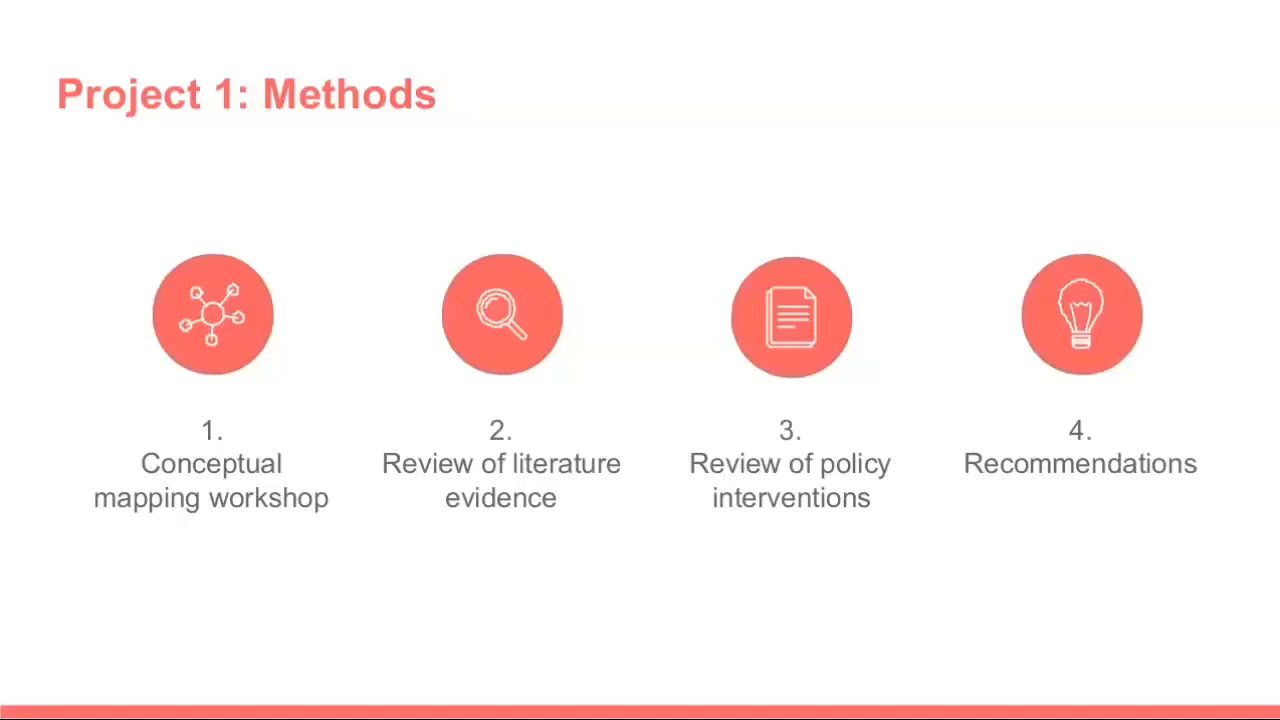 Project 1: Methods
1.
Conceptual
mapping workshop
2.
Review of literature
evidence
3.
Review of policy
interventions
4.
Recommendations